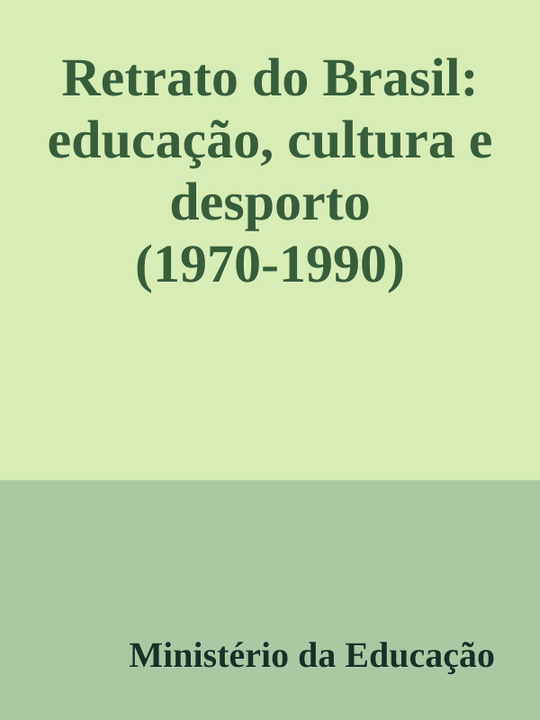 Retrato do Brasil:
educação, cultura e
desporto
(1970-1990)
Ministério da Educação